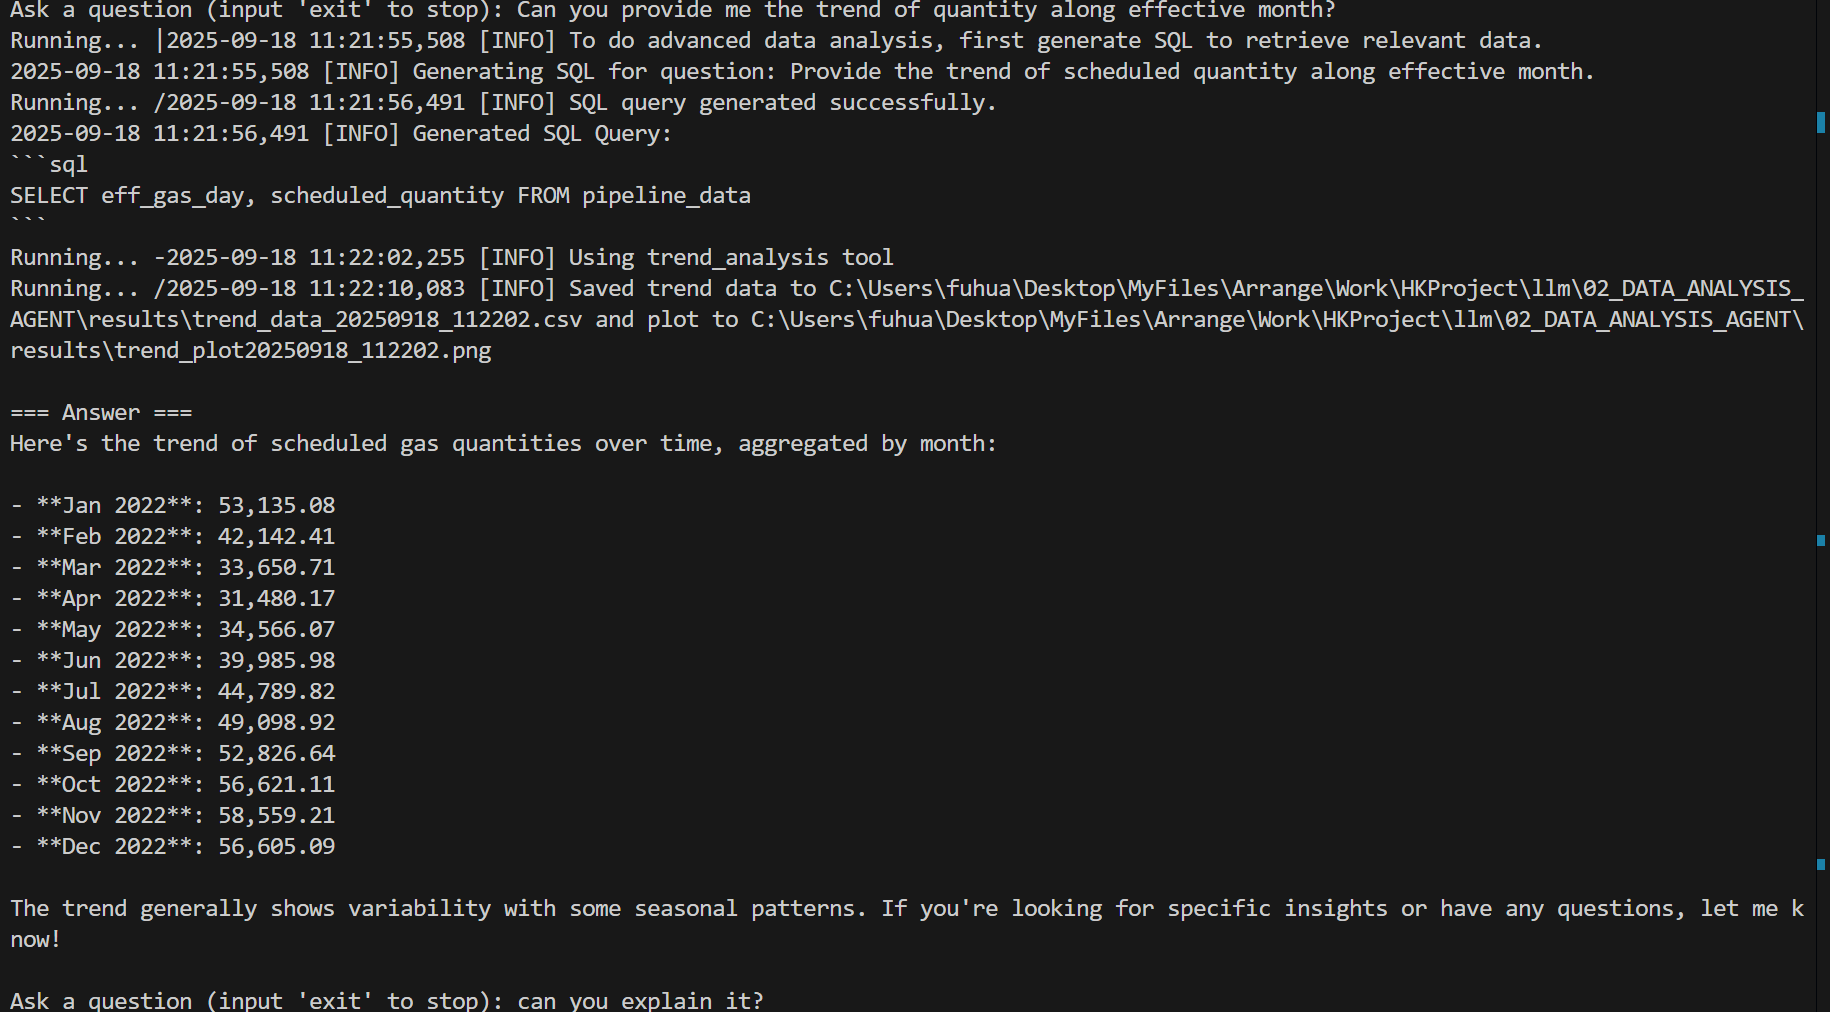 Ask a question (input 'exit' to stop): Can you provide me the trend of quantity along effective month?
Running... |2025-09-18 11:21:55,508 [INFO] To do advanced data analysis, first generate SQL to retrieve relevant data.
2025-09-18 11:21:55,508 [INFO] Generating SQL for question: Provide the trend of scheduled quantity along effective month.
Running... /2025-09-18 11:21:56,491 [INFO] SQL query generated successfully.
2025-09-18 11:21:56,491 [INFO] Generated SQL Query:
```sql
SELECT eff_gas_day, scheduled_quantity FROM pipeline_data
```
Running... -2025-09-18 11:22:02,255 [INFO] Using trend_analysis tool
Running... /2025-09-18 11:22:10,083 [INFO] Saved trend data to C:\Users\fuhua\Desktop\MyFiles\Arrange\Work\HKProject\llm\02_DATA_ANALYSIS_
AGENT\results\trend_data_20250918_112202.csv and plot to C:\Users\fuhua\Desktop\MyFiles\Arrange\Work\HKProject\llm\02_DATA_ANALYSIS_AGENT\
results\trend_plot20250918_112202.png
=== Answer ===
Here's the trend of scheduled gas quantities over time, aggregated by month:
- **Jan 2022**: 53,135.08
- **Feb 2022**: 42,142.41
- **Mar 2022**: 33,650.71
- **Apr 2022**: 31,480.17
- **May 2022**: 34,566.07
- **Jun 2022**: 39,985.98
- **Jul 2022**: 44,789.82
- **Aug 2022**: 49,098.92
- **Sep 2022**: 52,826.64
- **Oct 2022**: 56,621.11
- **Nov 2022**: 58,559.21
- **Dec 2022**: 56,605.09
The trend generally shows variability with some seasonal patterns. If you're looking for specific insights or have any questions, let me k
now!
Ask a question (input 'exit' to stop): can you explain it?